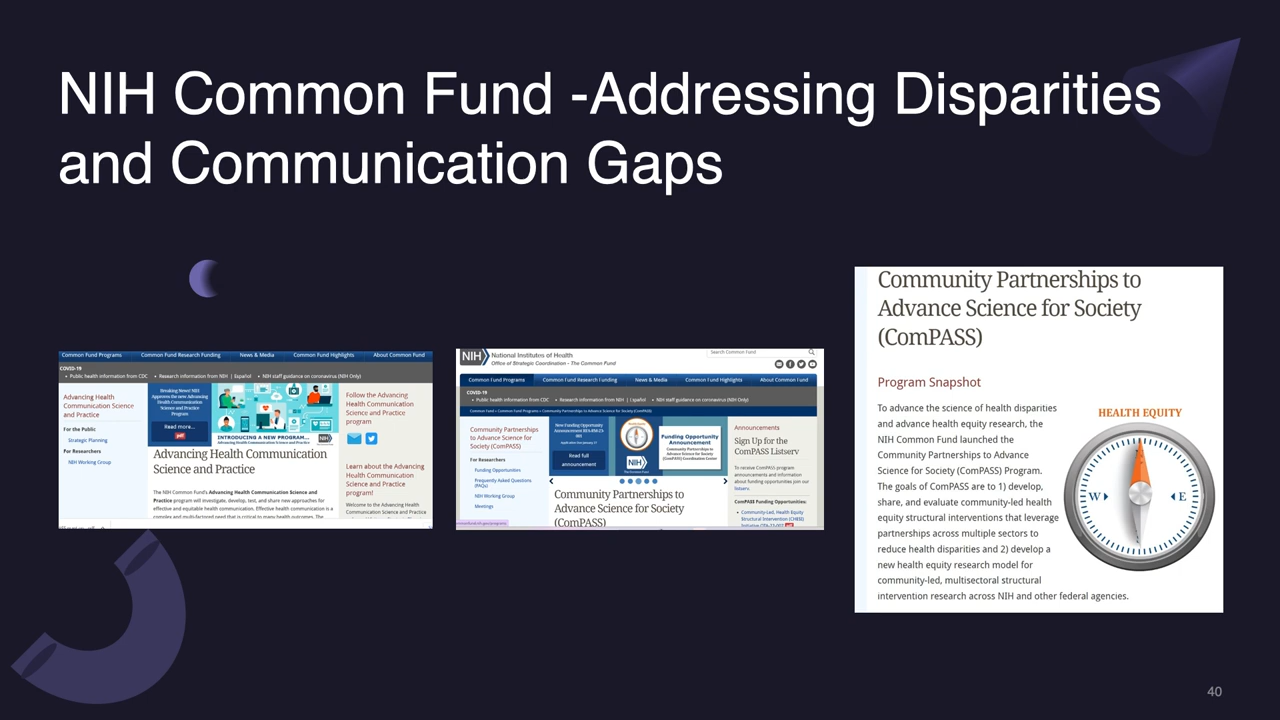 NIH Common Fund -Addressing Disparities
and Communication Gaps
Common Fund Programs Common Fund Research Funding News & Media Common Fund Highlights About Common Fund
COVID-19
• Public health information from CDC • Research information from NIH | Español • NIH staff guidance on coronavirus (NIH Only)
Advancing Health
Communication Science
and Practice
For the Public
Strategic Planning
For Researchers
NIH Working Group
Breaking News! NIH
Approves the new Advancing
Health Communication
Science and Practice
Program
Read more...
pdf
INTRODUCING A NEW PROGRAM...
NIH
Advancing Health Communication
Science and Practice
The NIH Common Fund's Advancing Health Communication Science and
Practice program will investigate, develop, test, and share new approaches for
effective and equitable health communication. Effective health communication is a
complex and multi-factored need that is critical to many health outcomes. The
Follow the Advancing
Health Communication
Science and Practice
program
Learn about the Advancing
Health Communication
Science and Practice
program!
Welcome to the Advancing Health
Communication Science and Practice
NIH National Institutes of Health
Office of Strategic Coordination - The Common Fund
Search Common Fund
Common Fund Programs Common Fund Research Funding News & Media Common Fund Highlights About Common Fund
COVID-19
• Public health information from CDC • Research information from NIH | Español • NIH staff guidance on coronavirus (NIH Only)
Common Fund » Common Fund Programs » Community Partnerships to Advance Science for Society (ComPASS)
Community Partnerships
to Advance Science for
Society (ComPASS)
For Researchers
Funding Opportunities
Frequently Asked Questions
(FAQs)
NIH Working Group
Meetings
New Funding Opportunity
Read full
announcement
NIH
Funding Opportunity
Announcement
Community Partnerships to
Advance Science for Society
(ComPASS) Coordination Center
Community Partnerships to
Advance Science for Society
(ComPASS)
Announcements
Sign Up for the
ComPASS Listserv
To receive ComPASS program
announcements and information
about funding opportunities join our
listserv.
ComPASS Funding Opportunities:
• Community-Led, Health Equity
Structural Intervention (CHESI)
Community Partnerships to
Advance Science for Society
(ComPASS)
Program Snapshot
To advance the science of health disparities
and advance health equity research, the
NIH Common Fund launched the
Community Partnerships to Advance
Science for Society (ComPASS) Program.
The goals of ComPASS are to 1) develop,
share, and evaluate community-led health
equity structural interventions that leverage
partnerships across multiple sectors to
reduce health disparities and 2) develop a
new health equity research model for
community-led, multisectoral structural
intervention research across NIH and other federal agencies.
HEALTH EQUITY
W E
40